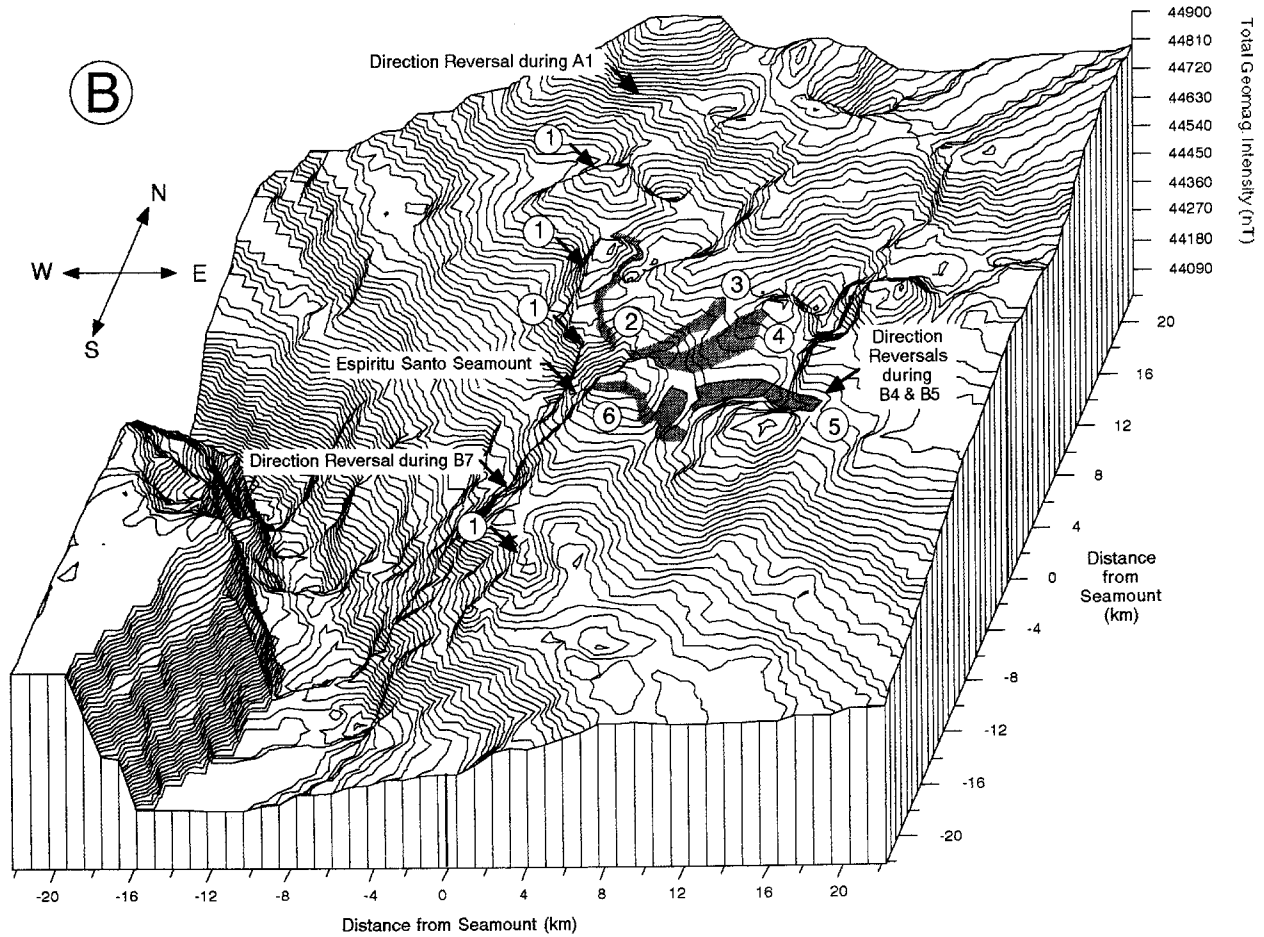 B
N
W
E
S
Direction Reversal during A1
1
1
1
2
3
4
Espiritu Santo Seamount
6
5
Direction
Reversals
during
B4 & B5
Direction Reversal during B7
1
44900
44810
44720
44630
44540
44450
44360
44270
44180
44090
Total Geomag. Intensity (nT)
20
16
12
8
4
0
-4
-8
-12
-16
-20
Distance
from
Seamount
(km)
-20
-16
-12
-8
-4
0
4
8
12
16
20
Distance from Seamount (km)